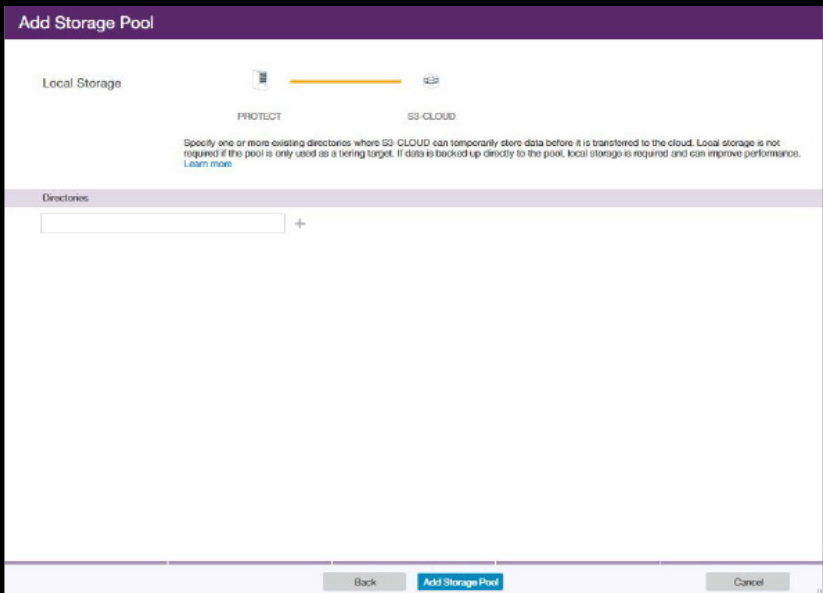 Add Storage Pool
Local Storage
PROTECT
S3-CLOUD
Specify one or more existing directories where S3-CLOUD can temporarily store data before it is transferred to the cloud. Local storage is not
required if the pool is only used as a tiering target. If data is backed up directly to the pool, local storage is required and can improve performance.
Learn more
Directories
Back
Add Storage Pool
Cancel